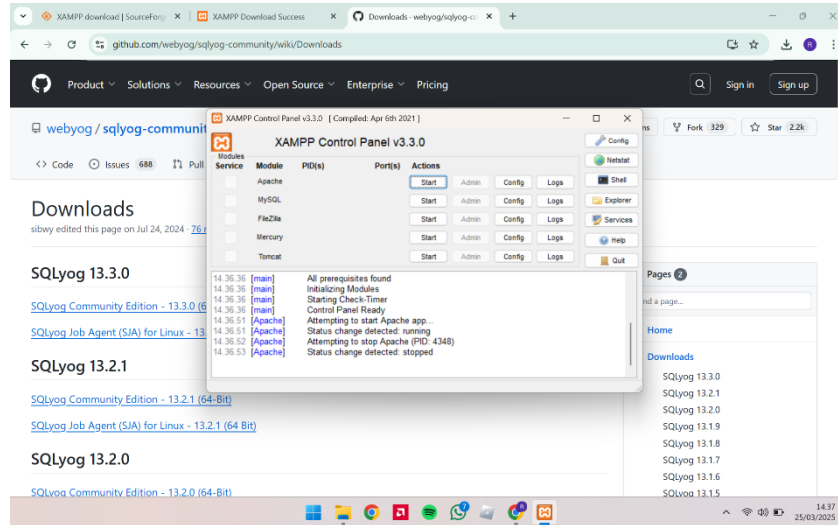 XAMPP download | SourceForg
XAMPP Download Success
Downloads · webyog/sqlyog-co
github.com/webyog/sqlyog-community/wiki/Downloads
Product
Solutions
Resources
Open Source
Enterprise
Pricing
Sign in
Sign up
webyog / sqlyog-communit
ns
Fork 329
Star 2.2k
Code
Issues 688
Pull
Downloads
sibwy edited this page on Jul 24, 2024 · 76 r
SQLyog 13.3.0
SQLyog Community Edition - 13.3.0 (6
SQLyog Job Agent (SJA) for Linux - 13.
SQLyog 13.2.1
SQLyog Community Edition - 13.2.1 (64-Bit)
SQLyog Job Agent (SJA) for Linux - 13.2.1 (64 Bit)
SQLyog 13.2.0
SQLyog Community Edition - 13.2.0 (64-Bit)
XAMPP Control Panel v3.3.0 [ Compiled: Apr 6th 2021 ]
XAMPP Control Panel v3.3.0
Modules
Service Module PID(s) Port(s) Actions
Apache Start Admin Config Logs
MySQL Start Admin Config Logs
FileZilla Start Admin Config Logs
Mercury Start Admin Config Logs
Tomcat Start Admin Config Logs
Config
Netstat
Shell
Explorer
Services
Help
Quit
14.36.36 [main] All prerequisites found
14.36.36 [main] Initializing Modules
14.36.36 [main] Starting Check-Timer
14.36.36 [main] Control Panel Ready
14.36.51 [Apache] Attempting to start Apache app...
14.36.51 [Apache] Status change detected: running
14.36.52 [Apache] Attempting to stop Apache (PID: 4348)
14.36.53 [Apache] Status change detected: stopped
Pages 2
nd a page...
Home
Downloads
SQLyog 13.3.0
SQLyog 13.2.1
SQLyog 13.2.0
SQLyog 13.1.9
SQLyog 13.1.8
SQLyog 13.1.7
SQLyog 13.1.6
SQLyog 13.1.5
14.37
25/03/2025